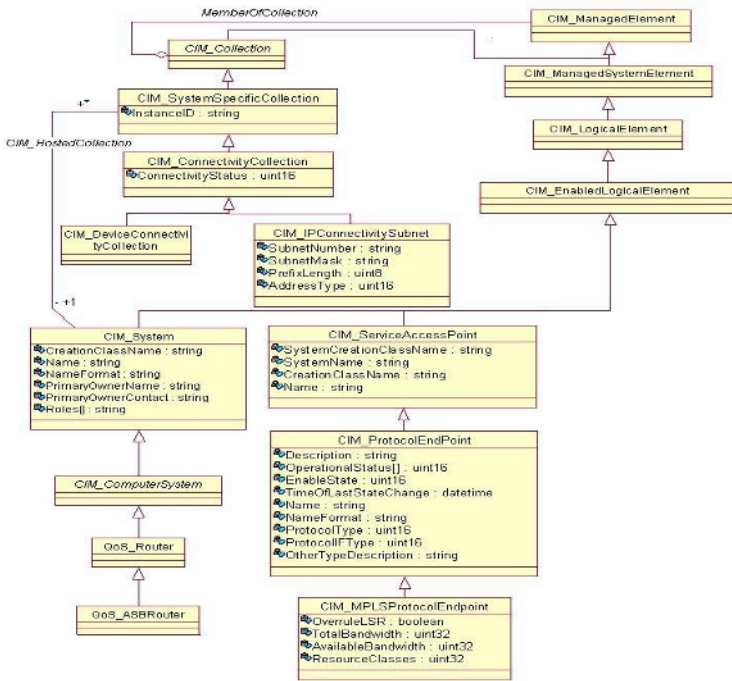 MemberOfCollection
CIM_ManagedElement
CIM_Collection
CIM_ManagedSystemElement
CIM_SystemSpecificCollection
InstanceID : string
+*
CIM_LogicalElement
CIM_HostedCollection
CIM_ConnectivityCollection
ConnectivityStatus : uint16
CIM_EnabledLogicalElement
CIM_DeviceConnectivi
tyCollection
CIM_IPConnectivitySubnet
SubnetNumber : string
SubnetMask : string
PrefixLength : uint8
AddressType : uint16
- +1
CIM_System
CreationClassName : string
Name : string
NameFormat : string
PrimaryOwnerName : string
PrimaryOwnerContact : string
Roles[] : string
CIM_ServiceAccessPoint
SystemCreationClassName : string
SystemName : string
CreationClassName : string
Name : string
CIM_ProtocolEndPoint
Description : string
OperationalStatus[] : uint16
EnableState : uint16
TimeOfLastStateChange : datetime
Name : string
NameFormat : string
ProtocolType : uint16
ProtocolIFType : uint16
OtherTypeDescription : string
CIM_ComputerSystem
QoS_Router
QoS_ASBRouter
CIM_MPLSProtocolEndpoint
OverruleLSR : boolean
TotalBandwidth : uint32
AvailableBandwidth : uint32
ResourceClasses : uint32